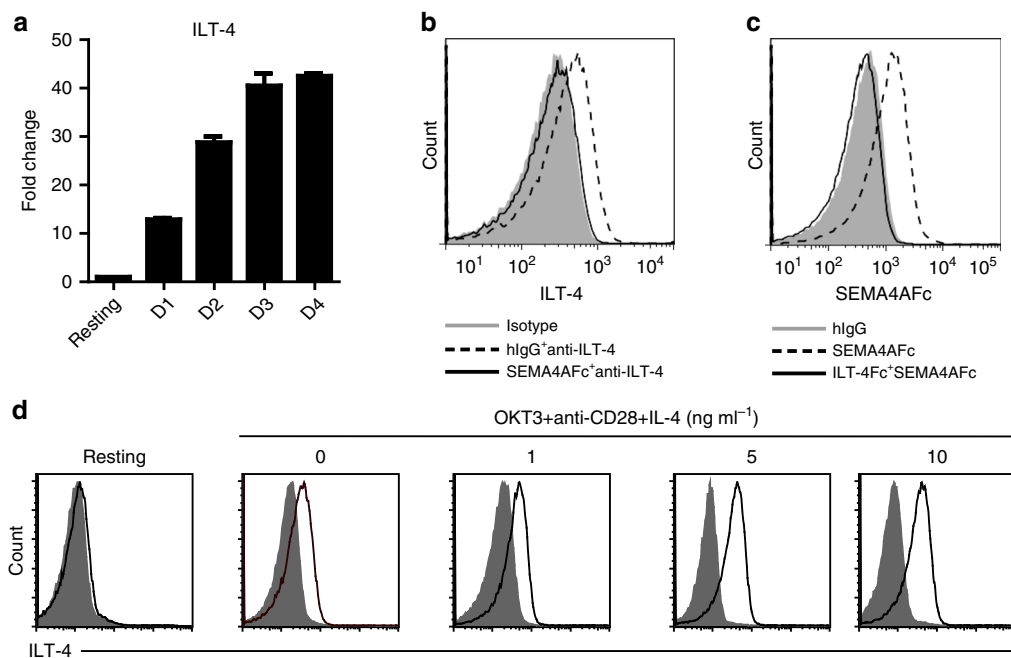 a
ILT-4
Fold change
50
40
30
20
10
0
Resting
D1
D2
D3
D4
b
Count
10¹ 10² 10³ 10⁴
ILT-4
Isotype
hIgG⁺anti-ILT-4
SEMA4AFc⁺anti-ILT-4
c
Count
10¹ 10² 10³ 10⁴ 10⁵
SEMA4AFc
hIgG
SEMA4AFc
ILT-4Fc⁺SEMA4AFc
d
OKT3+anti-CD28+IL-4 (ng ml⁻¹)
Resting 0 1 5 10
Count
ILT-4